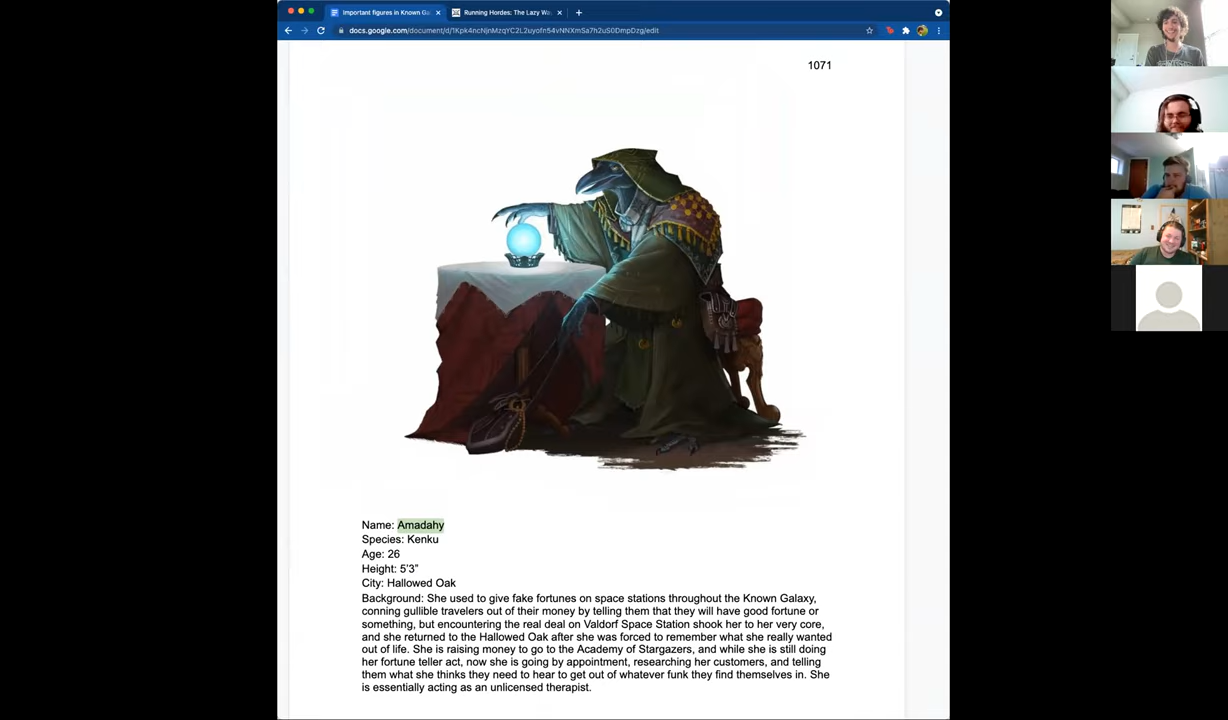 Important figures in Known Ga
Running Hordes: The Lazy Wa
docs.google.com/document/d/1Kpk4ncNjnMzqYC2L2uyofn54vNNXmSa7h2uS0DmpDzg/edit
1071
Name: Amadahy
Species: Kenku
Age: 26
Height: 5'3"
City: Hallowed Oak
Background: She used to give fake fortunes on space stations throughout the Known Galaxy,
conning gullible travelers out of their money by telling them that they will have good fortune or
something, but encountering the real deal on Valdorf Space Station shook her to her very core,
and she returned to the Hallowed Oak after she was forced to remember what she really wanted
out of life. She is raising money to go to the Academy of Stargazers, and while she is still doing
her fortune teller act, now she is going by appointment, researching her customers, and telling
them what she thinks they need to hear to get out of whatever funk they find themselves in. She
is essentially acting as an unlicensed therapist.